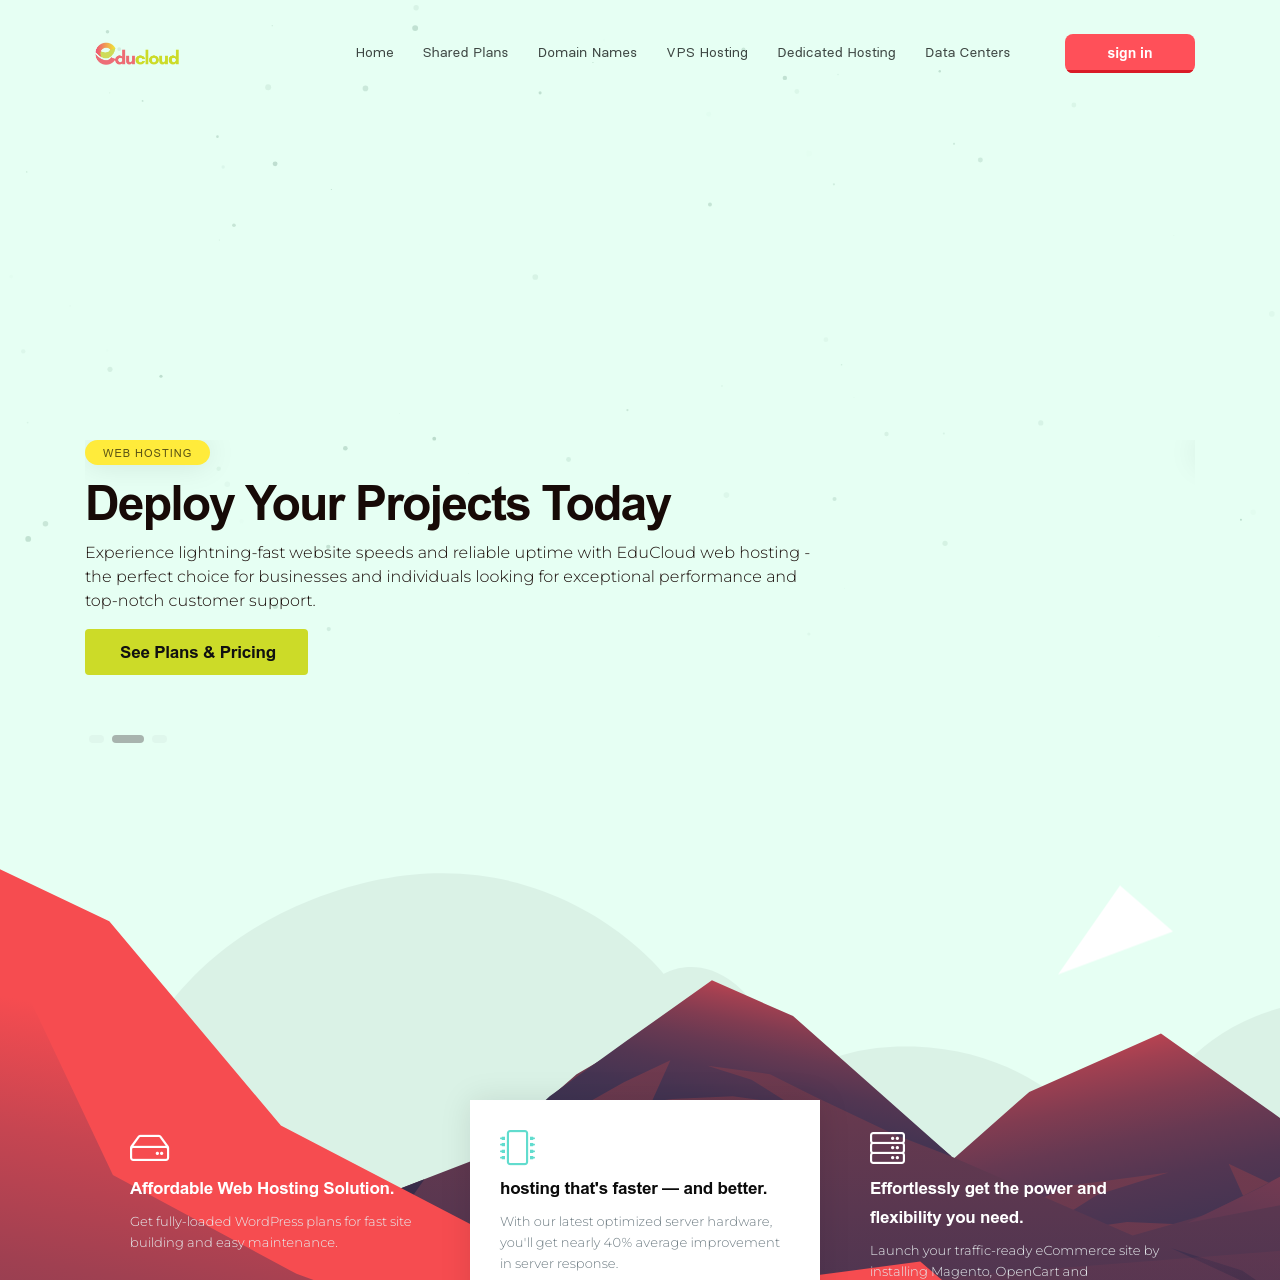 educloud
Home
Shared Plans
Domain Names
VPS Hosting
Dedicated Hosting
Data Centers
sign in
WEB HOSTING
Deploy Your Projects Today
Experience lightning-fast website speeds and reliable uptime with EduCloud web hosting -
the perfect choice for businesses and individuals looking for exceptional performance and
top-notch customer support.
See Plans & Pricing
Affordable Web Hosting Solution.
Get fully-loaded WordPress plans for fast site
building and easy maintenance.
hosting that's faster — and better.
With our latest optimized server hardware,
you'll get nearly 40% average improvement
in server response.
Effortlessly get the power and
flexibility you need.
Launch your traffic-ready eCommerce site by
installing Magento, OpenCart and